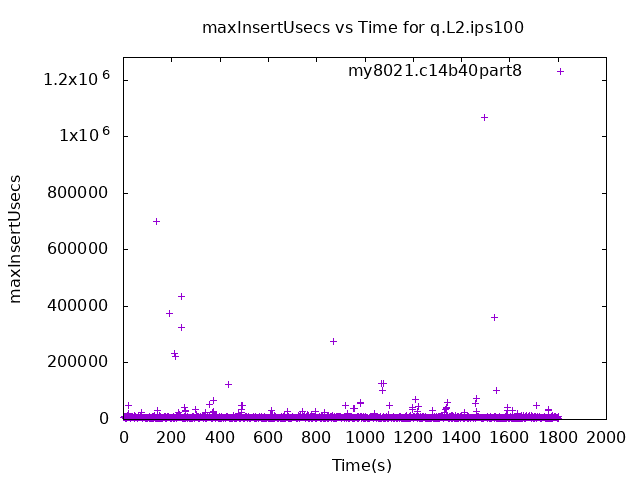 maxInsertUsecs vs Time for q.L2.ips100
my8021.c14b40part8
maxInsertUsecs
1.2x10^6
1x10^6
800000
600000
400000
200000
0
0 200 400 600 800 1000 1200 1400 1600 1800 2000
Time(s)